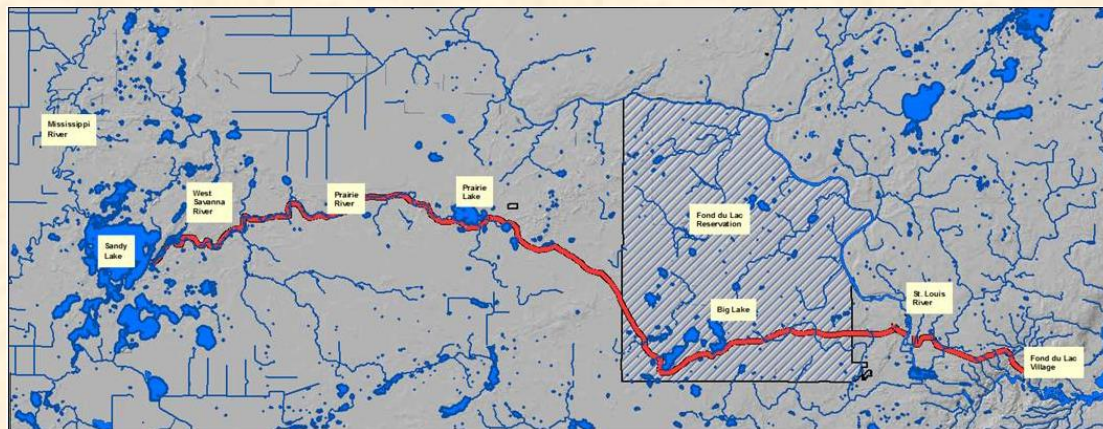 Mississippi
River
West
Savanna
River
Sandy
Lake
Prairie
River
Prairie
Lake
Fond du Lac
Reservation
Big Lake
St. Louis
River
Fond du Lac
Village